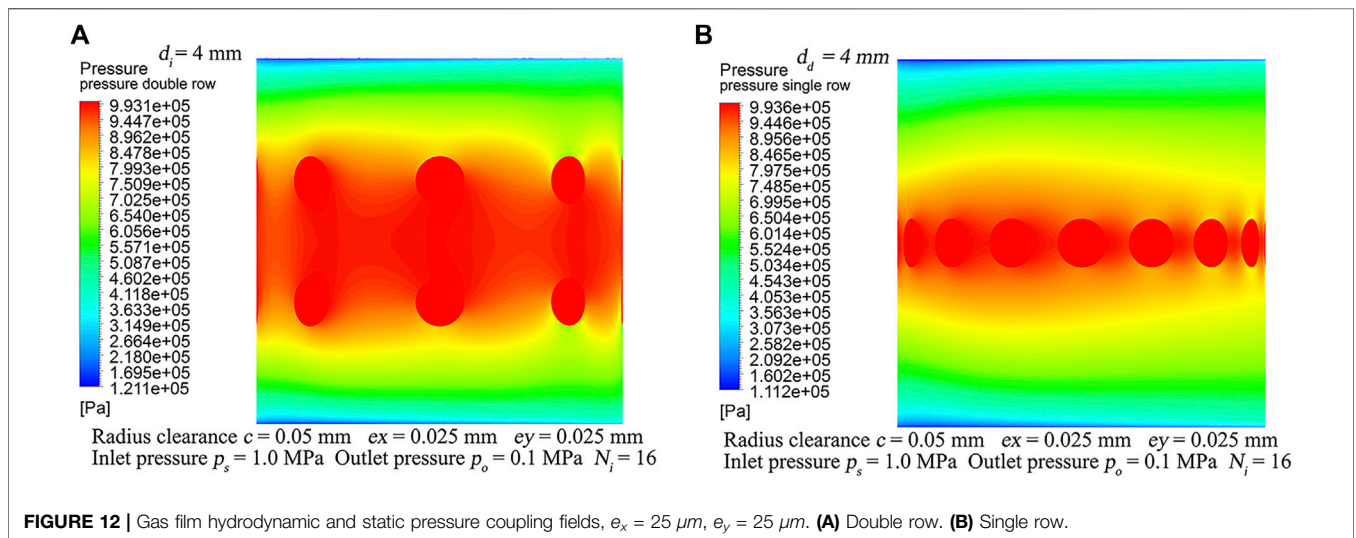 A
d_i = 4 mm
Pressure
pressure double row
9.931e+05
9.447e+05
8.962e+05
8.478e+05
7.993e+05
7.509e+05
7.025e+05
6.540e+05
6.056e+05
5.571e+05
5.087e+05
4.602e+05
4.118e+05
3.633e+05
3.149e+05
2.664e+05
2.180e+05
1.695e+05
1.211e+05
[Pa]
Radius clearance c = 0.05 mm ex = 0.025 mm ey = 0.025 mm
Inlet pressure p_s = 1.0 MPa Outlet pressure p_o = 0.1 MPa N_i = 16
B
d_d = 4 mm
Pressure
pressure single row
9.936e+05
9.446e+05
8.956e+05
8.465e+05
7.975e+05
7.485e+05
6.995e+05
6.504e+05
6.014e+05
5.524e+05
5.034e+05
4.543e+05
4.053e+05
3.563e+05
3.073e+05
2.582e+05
2.092e+05
1.602e+05
1.112e+05
[Pa]
Radius clearance c = 0.05 mm ex = 0.025 mm ey = 0.025 mm
Inlet pressure p_s = 1.0 MPa Outlet pressure p_o = 0.1 MPa N_i = 16
FIGURE 12 | Gas film hydrodynamic and static pressure coupling fields, e_x = 25 μm, e_y = 25 μm. (A) Double row. (B) Single row.